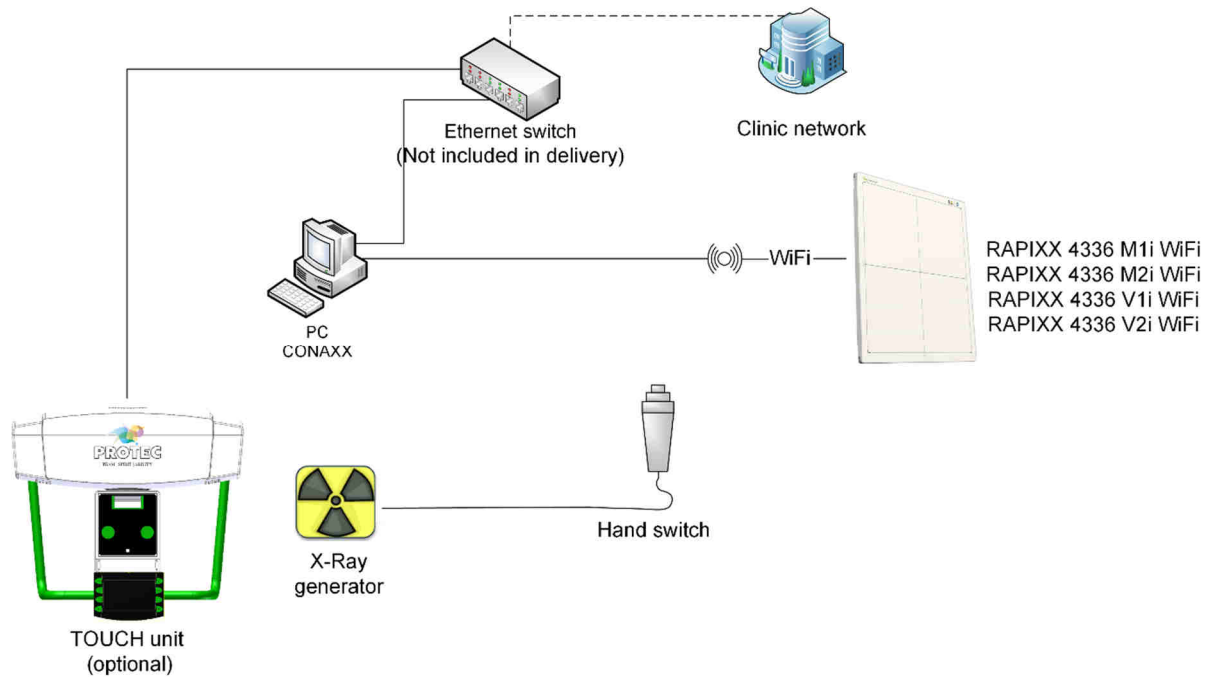 Ethernet switch
(Not included in delivery)
Clinic network
WiFi
RAPIXX 4336 M1i WiFi
RAPIXX 4336 M2i WiFi
RAPIXX 4336 V1i WiFi
RAPIXX 4336 V2i WiFi
PC
CONAXX
PROTEC
Hand switch
X-Ray
generator
TOUCH unit
(optional)